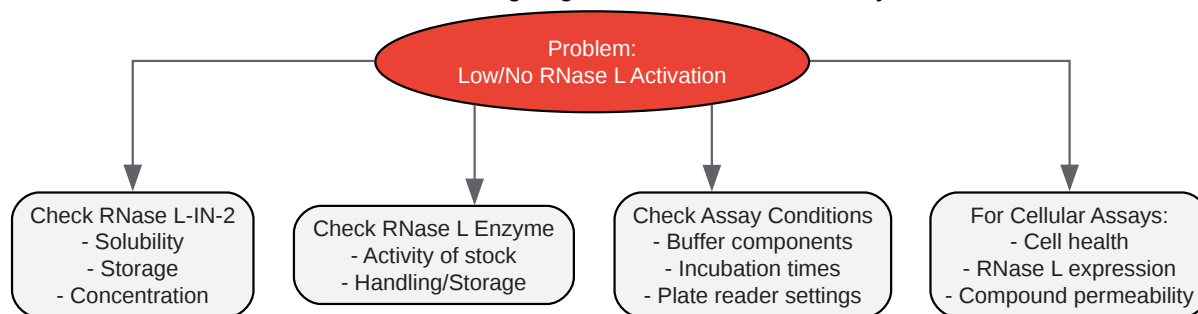 Problem:
Low/No RNase L Activation
Check RNase L-IN-2
- Solubility
- Storage
- Concentration
Check RNase L Enzyme
- Activity of stock
- Handling/Storage
Check Assay Conditions
- Buffer components
- Incubation times
- Plate reader settings
For Cellular Assays:
- Cell health
- RNase L expression
- Compound permeability